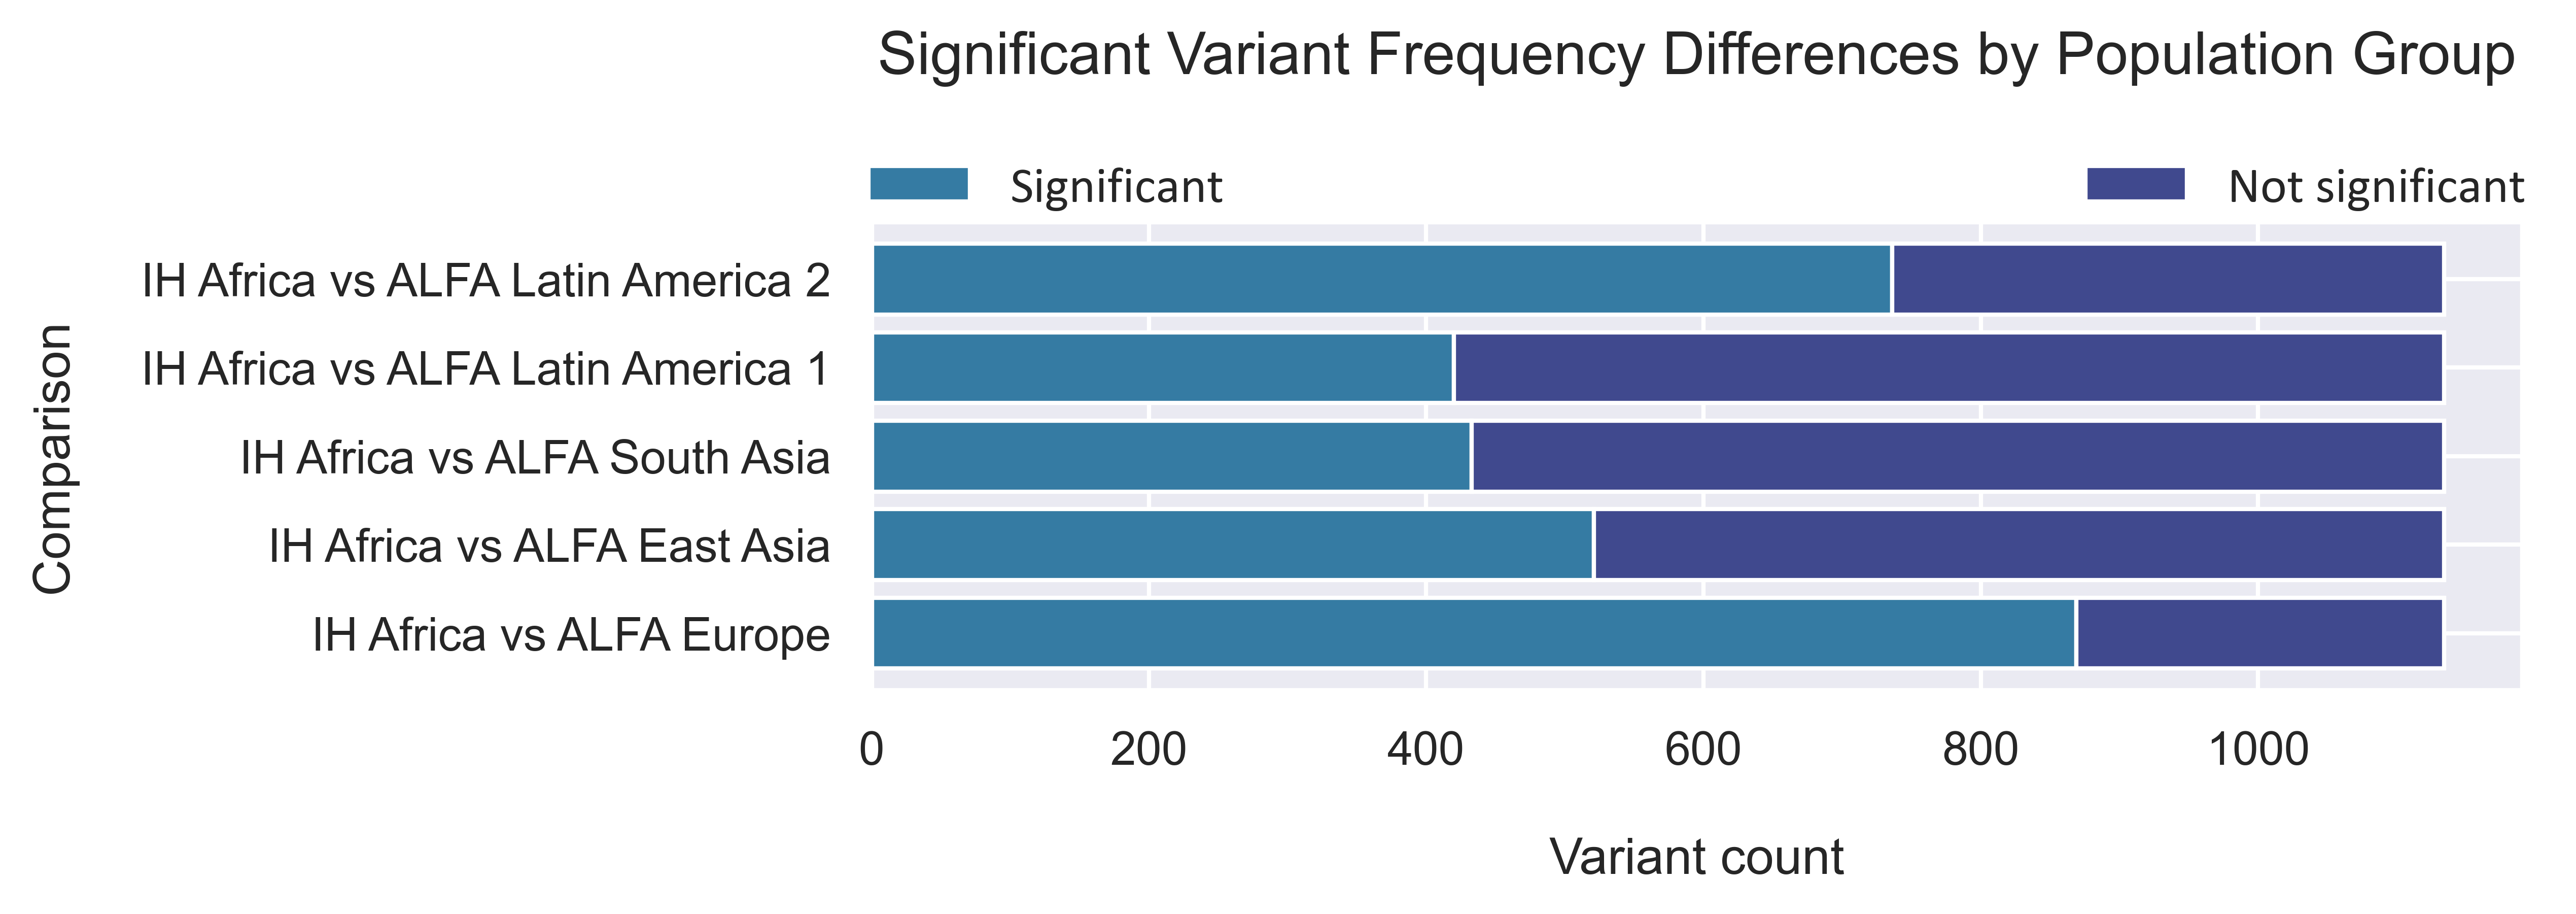 Significant Variant Frequency Differences by Population Group
Significant
Not significant
IH Africa vs ALFA Latin America 2
IH Africa vs ALFA Latin America 1
IH Africa vs ALFA South Asia
IH Africa vs ALFA East Asia
IH Africa vs ALFA Europe
Comparison
0 200 400 600 800 1000
Variant count